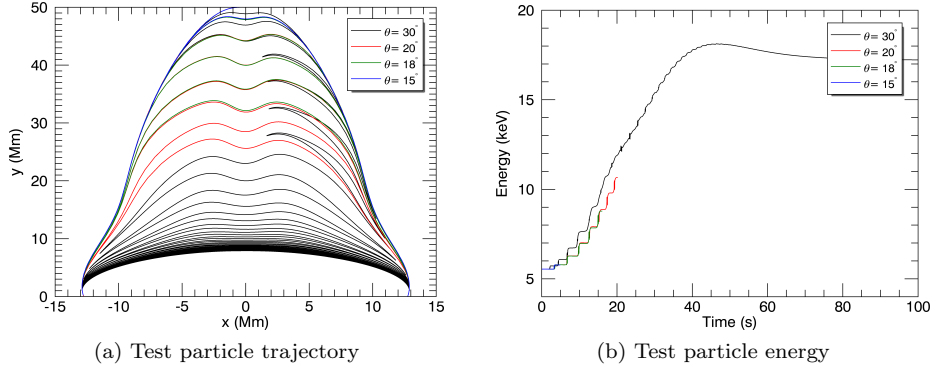 50
40
30
20
10
0
y (Mm)
-15 -10 -5 0 5 10 15
x (Mm)
θ= 30°
θ= 20°
θ= 18°
θ= 15°
(a) Test particle trajectory
20
15
10
5
Energy (keV)
0 20 40 60 80 100
Time (s)
θ= 30°
θ= 20°
θ= 18°
θ= 15°
(b) Test particle energy